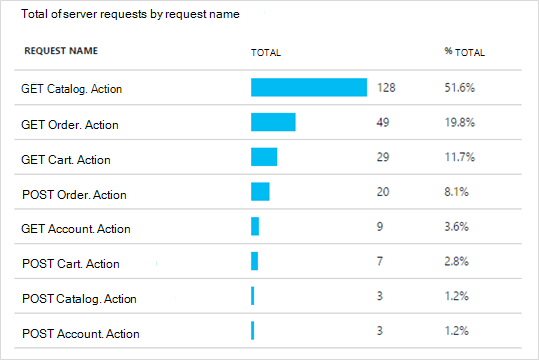 Total of server requests by request name
REQUEST NAME TOTAL % TOTAL
GET Catalog. Action 128 51.6%
GET Order. Action 49 19.8%
GET Cart. Action 29 11.7%
POST Order. Action 20 8.1%
GET Account. Action 9 3.6%
POST Cart. Action 7 2.8%
POST Catalog. Action 3 1.2%
POST Account. Action 3 1.2%